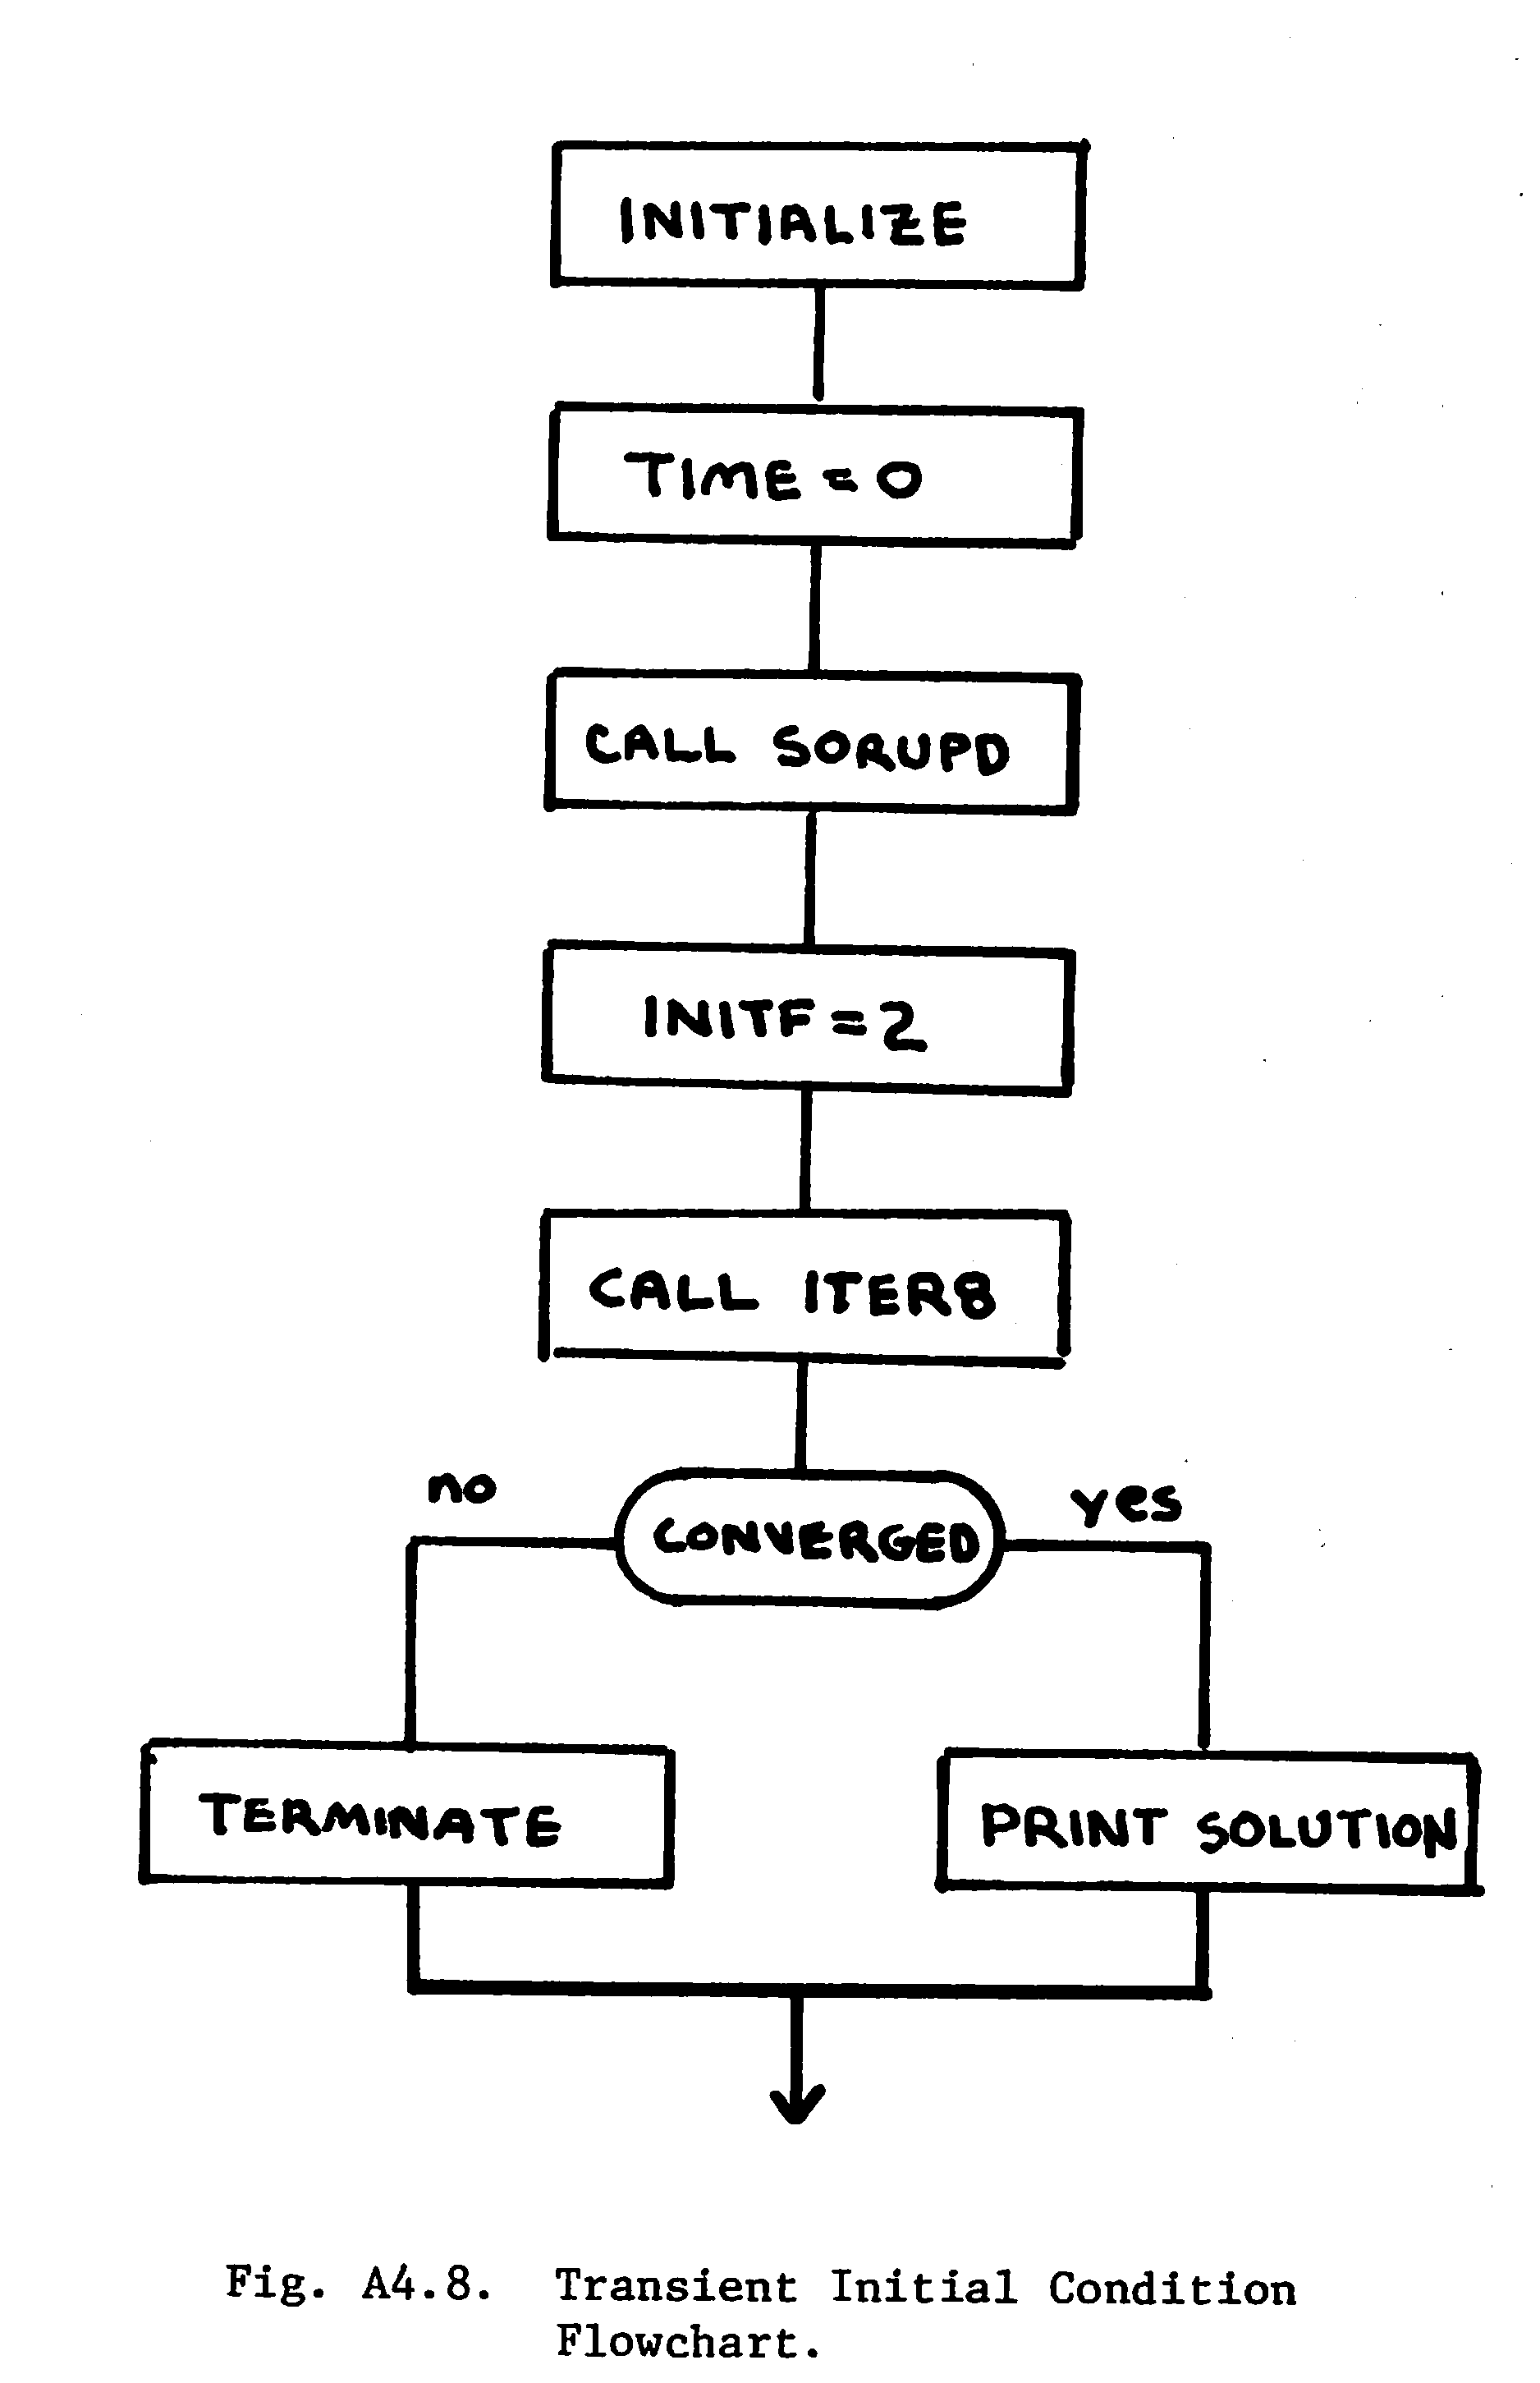 INITIALIZE
TIME = 0
CALL SORUPD
INITF = 2
CALL ITER8
no
CONVERGED
yes
TERMINATE
PRINT SOLUTION
Fig. A4.8. Transient Initial Condition
Flowchart.